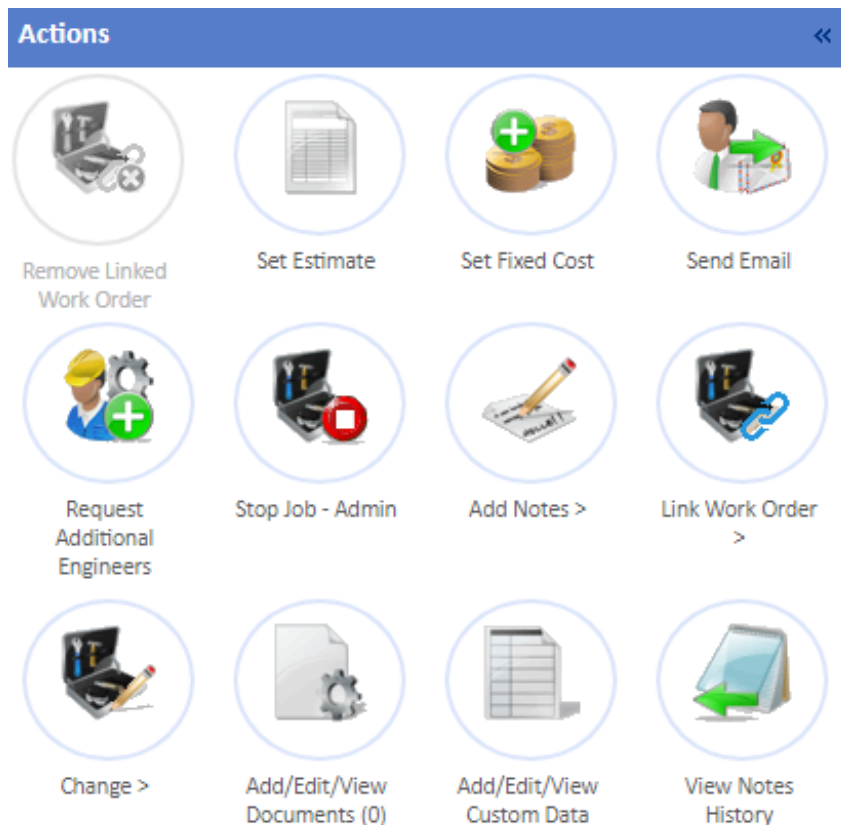 Actions
Remove Linked
Work Order
Set Estimate
Set Fixed Cost
Send Email
Request
Additional
Engineers
Stop Job - Admin
Add Notes >
Link Work Order
>
Change >
Add/Edit/View
Documents (0)
Add/Edit/View
Custom Data
View Notes
History